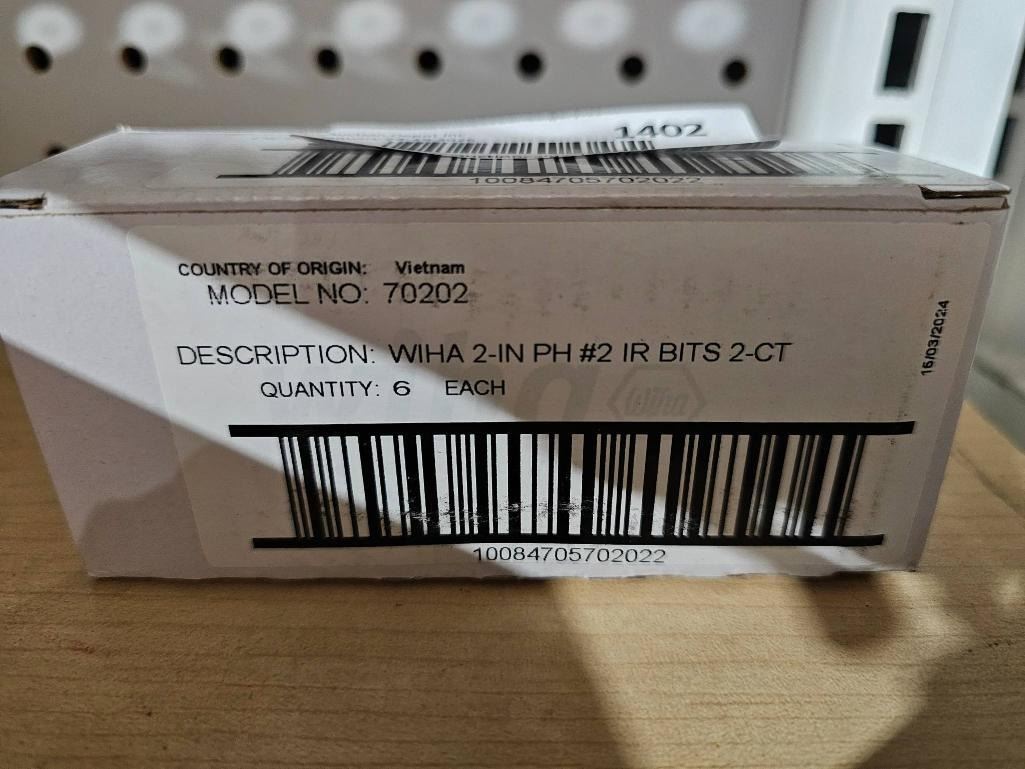 1402
10084705702022
COUNTRY OF ORIGIN: Vietnam
MODEL NO: 70202
16/03/2024
DESCRIPTION: WIHA 2-IN PH #2 IR BITS 2-CT
QUANTITY: 6 EACH
wiha
10084705702022